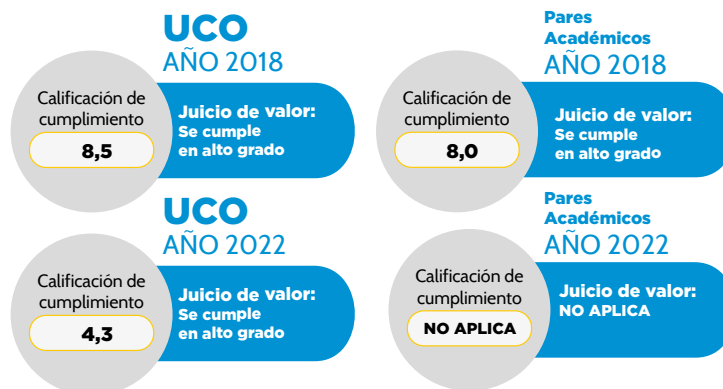 UCO
AÑO 2018
Calificación de
cumplimiento
8,5
Juicio de valor:
Se cumple
en alto grado
Pares
Académicos
AÑO 2018
Calificación de
cumplimiento
8,0
Juicio de valor:
Se cumple
en alto grado
UCO
AÑO 2022
Calificación de
cumplimiento
4,3
Juicio de valor:
Se cumple
en alto grado
Pares
Académicos
AÑO 2022
Calificación de
cumplimiento
NO APLICA
Juicio de valor:
NO APLICA